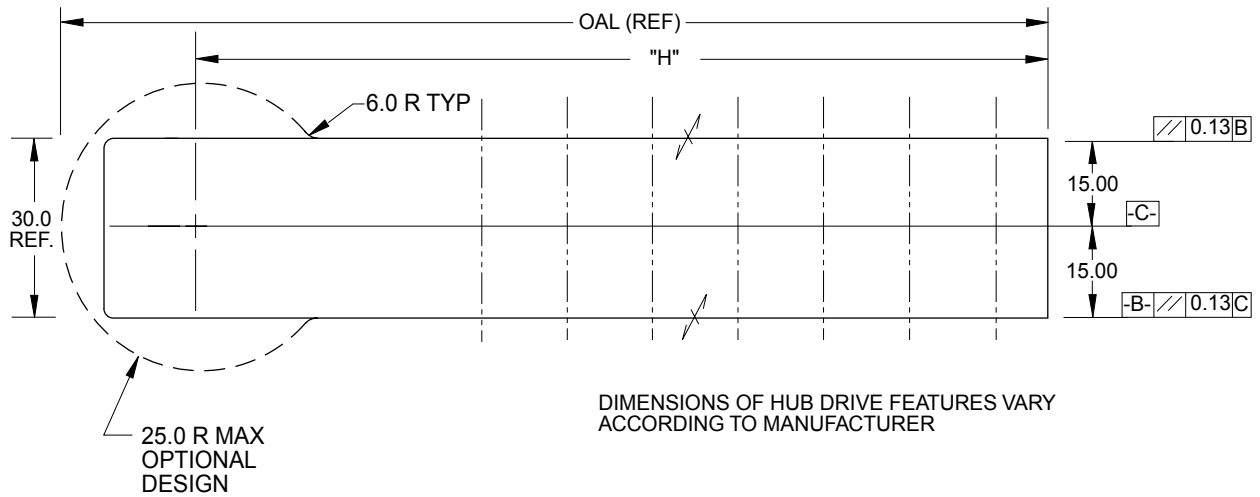 OAL (REF)
"H"
6.0 R TYP
// 0.13 B
30.0
REF.
15.00
-C-
15.00
-B- // 0.13 C
25.0 R MAX
OPTIONAL
DESIGN
DIMENSIONS OF HUB DRIVE FEATURES VARY
ACCORDING TO MANUFACTURER